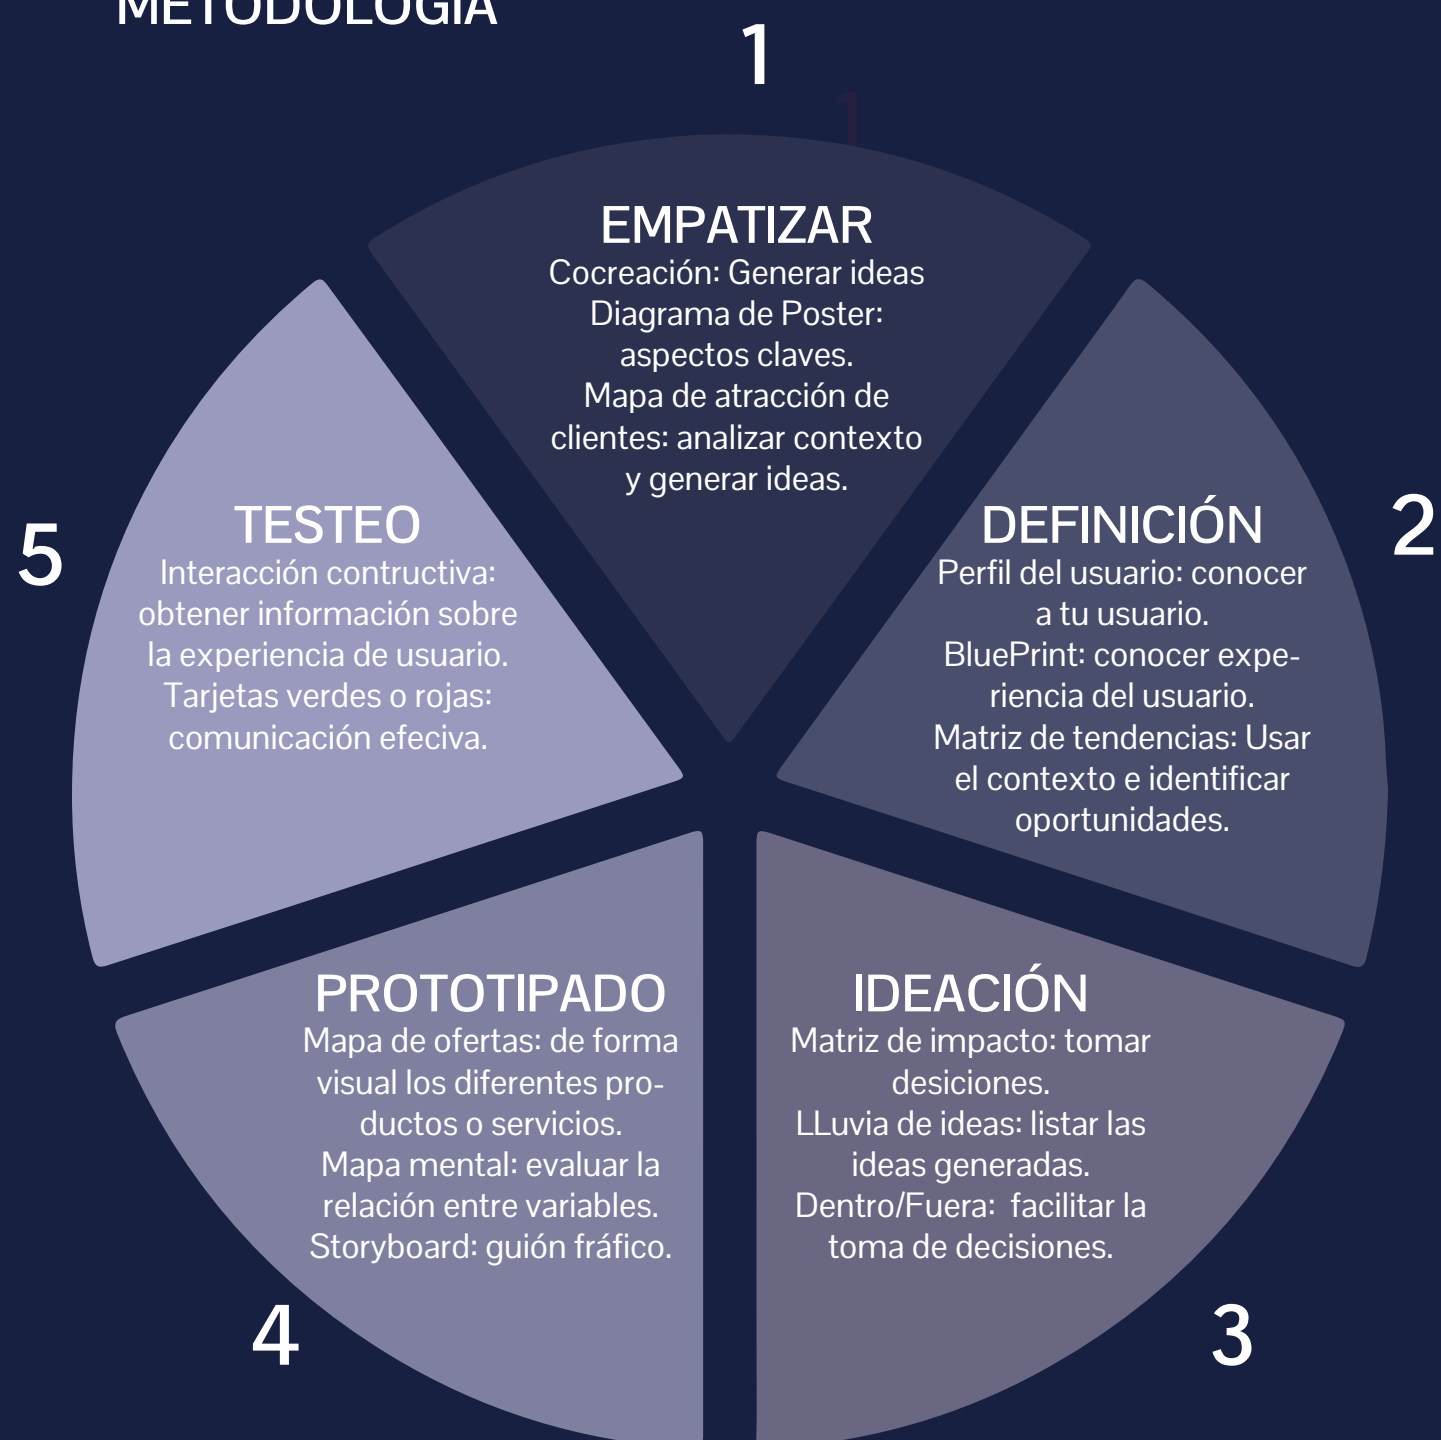 METODOLOGÍA
1
1
EMPATIZAR
Cocreación: Generar ideas
Diagrama de Poster:
aspectos claves.
Mapa de atracción de
clientes: analizar contexto
y generar ideas.
2
DEFINICIÓN
Perfil del usuario: conocer
a tu usuario.
BluePrint: conocer expe-
riencia del usuario.
Matriz de tendencias: Usar
el contexto e identificar
oportunidades.
3
IDEACIÓN
Matriz de impacto: tomar
desiciones.
LLuvia de ideas: listar las
ideas generadas.
Dentro/Fuera:  facilitar la
toma de decisiones.
4
PROTOTIPADO
Mapa de ofertas: de forma
visual los diferentes pro-
ductos o servicios.
Mapa mental: evaluar la
relación entre variables.
Storyboard: guión fráfico.
5
TESTEO
Interacción contructiva:
obtener información sobre
la experiencia de usuario.
Tarjetas verdes o rojas:
comunicación efeciva.